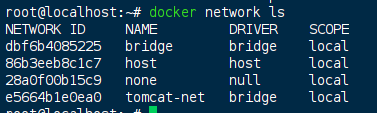 root@localhost:~# docker network ls
NETWORK ID NAME DRIVER SCOPE
dbf6b4085225 bridge bridge local
86b3eeb8c1c7 host host local
28a0f00b15c9 none null local
e5664b1e0ea0 tomcat-net bridge local
root@localhost:~#